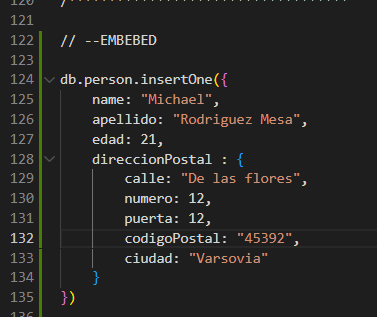 120 /***********************************
121
122 // --EMBEBED
123
124 db.person.insertOne({
125 name: "Michael",
126 apellido: "Rodriguez Mesa",
127 edad: 21,
128 direccionPostal : {
129 calle: "De las flores",
130 numero: 12,
131 puerta: 12,
132 codigoPostal: "45392",
133 ciudad: "Varsovia"
134 }
135 })
136